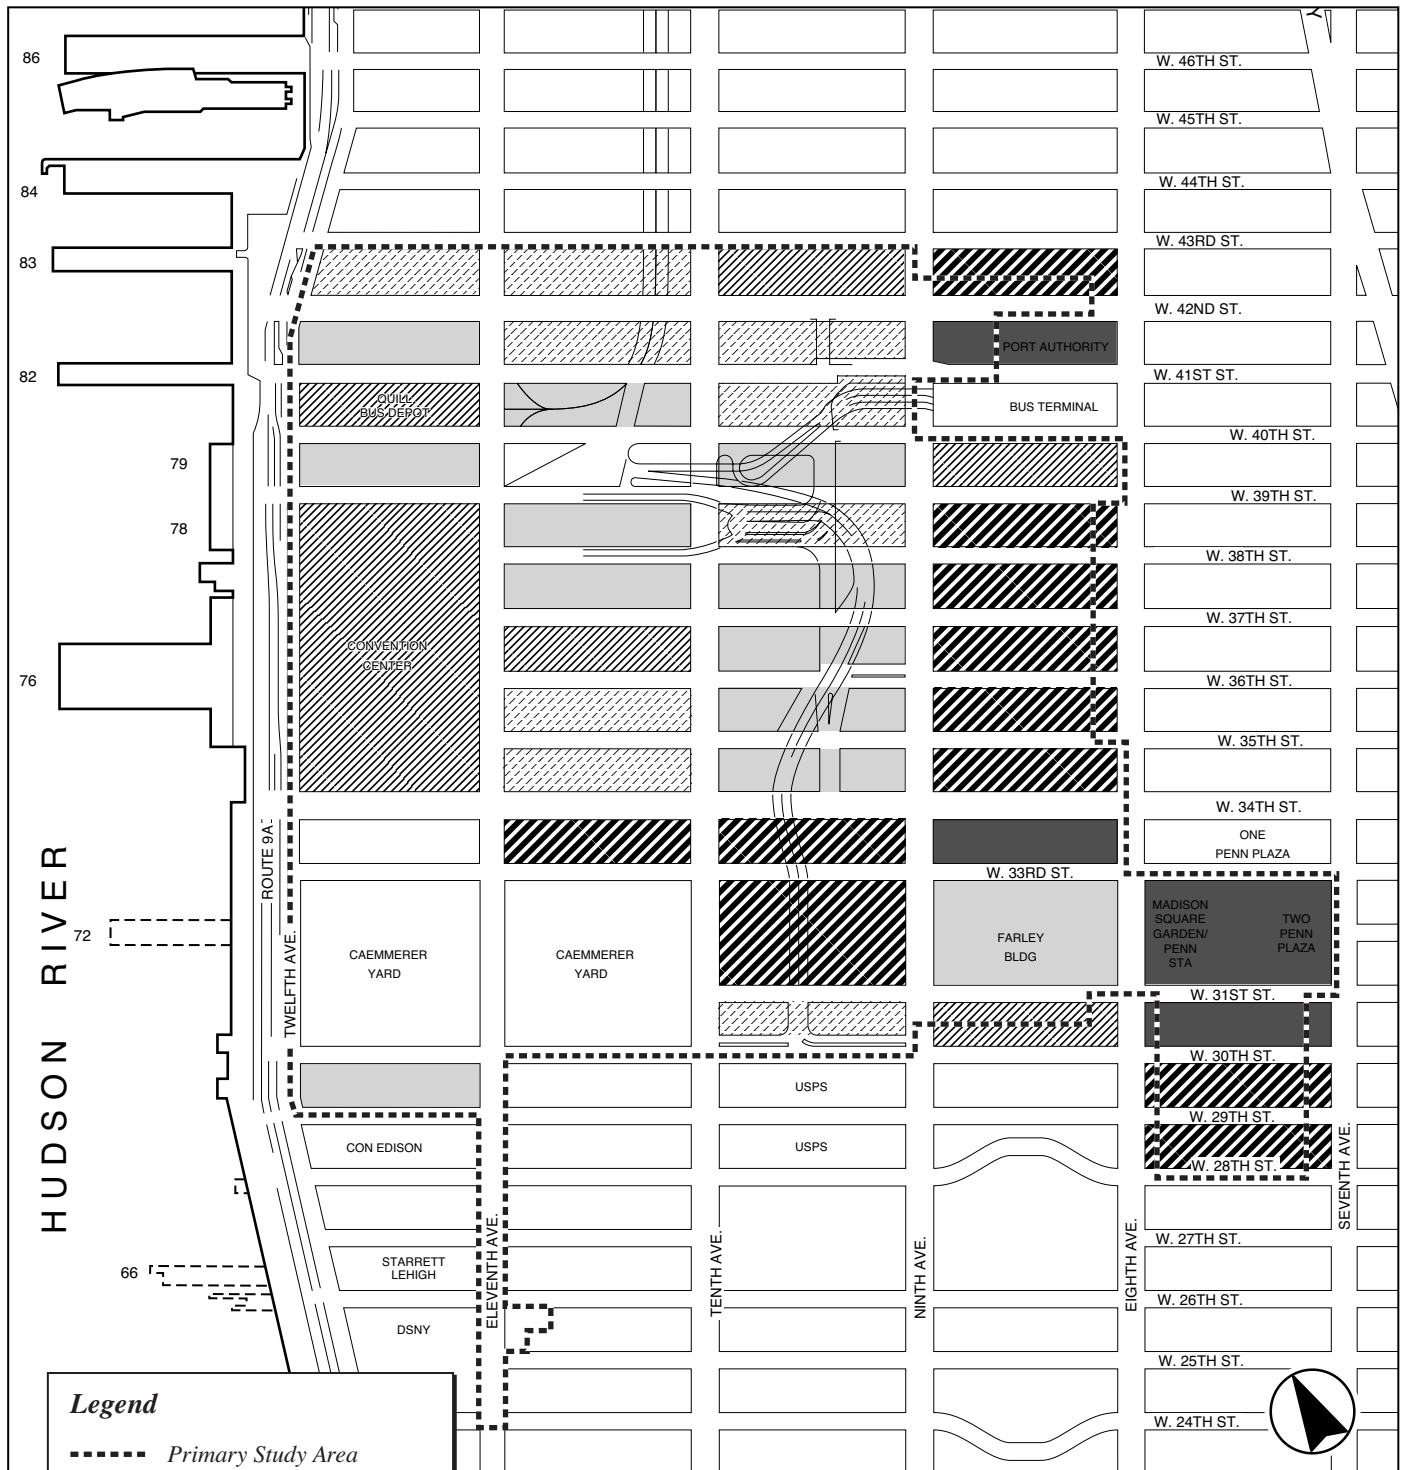 Y
86
W. 46TH ST.
W. 45TH ST.
84
W. 44TH ST.
W. 43RD ST.
83
W. 42ND ST.
PORT AUTHORITY
82
W. 41ST ST.
QUILL
BUS DEPOT
BUS TERMINAL
W. 40TH ST.
79
W. 39TH ST.
78
W. 38TH ST.
W. 37TH ST.
CONVENTION
CENTER
76
W. 36TH ST.
W. 35TH ST.
W. 34TH ST.
ONE
PENN PLAZA
ROUTE 9A
W. 33RD ST.
HUDSON RIVER
72
TWELFTH AVE.
CAEMMERER
YARD
CAEMMERER
YARD
FARLEY
BLDG
MADISON
SQUARE
GARDEN/
PENN
STA
TWO
PENN
PLAZA
W. 31ST ST.
W. 30TH ST.
USPS
W. 29TH ST.
CON EDISON
USPS
W. 28TH ST.
SEVENTH AVE.
ELEVENTH AVE.
TENTH AVE.
NINTH AVE.
EIGHTH AVE.
W. 27TH ST.
STARRETT
LEHIGH
66
W. 26TH ST.
DSNY
W. 25TH ST.
W. 24TH ST.
Legend
Primary Study Area